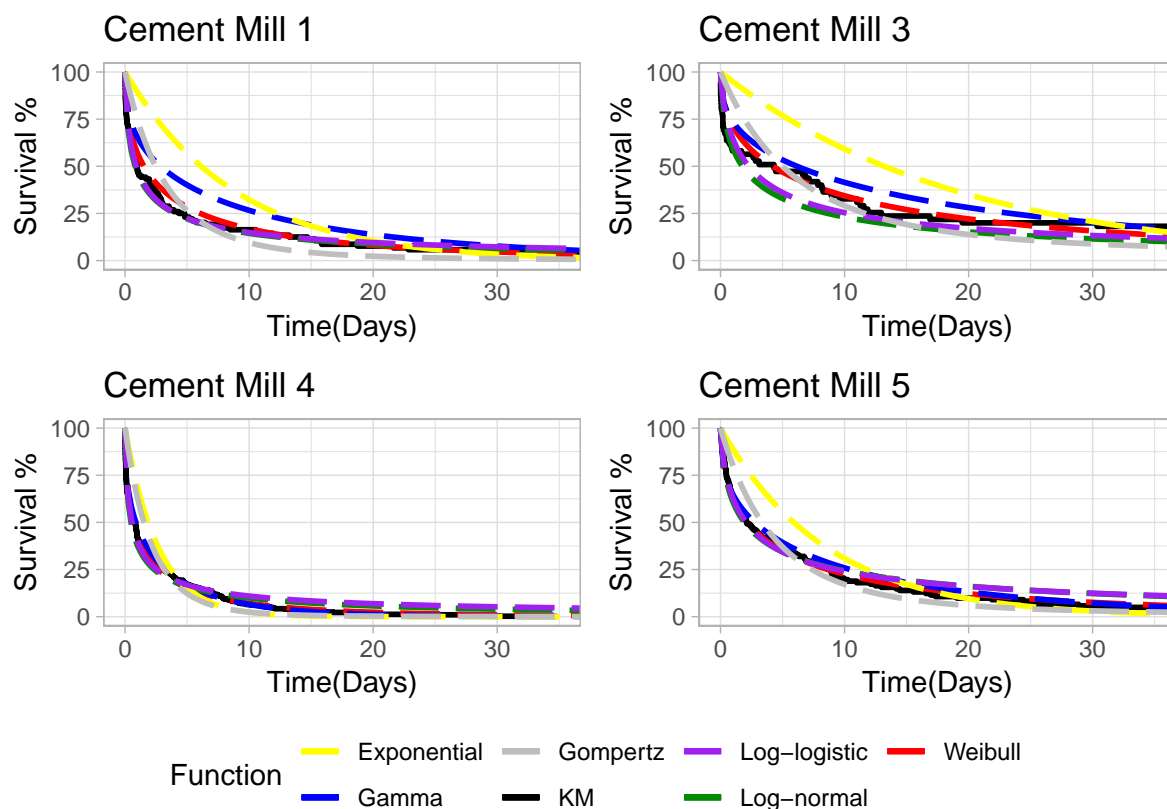 Cement Mill 1
Cement Mill 3
Survival %
100
75
50
25
0
0 10 20 30
Time(Days)
Survival %
100
75
50
25
0
0 10 20 30
Time(Days)
Cement Mill 4
Cement Mill 5
Survival %
100
75
50
25
0
0 10 20 30
Time(Days)
Survival %
100
75
50
25
0
0 10 20 30
Time(Days)
Function
Exponential Gompertz Log−logistic Weibull
Gamma KM Log−normal